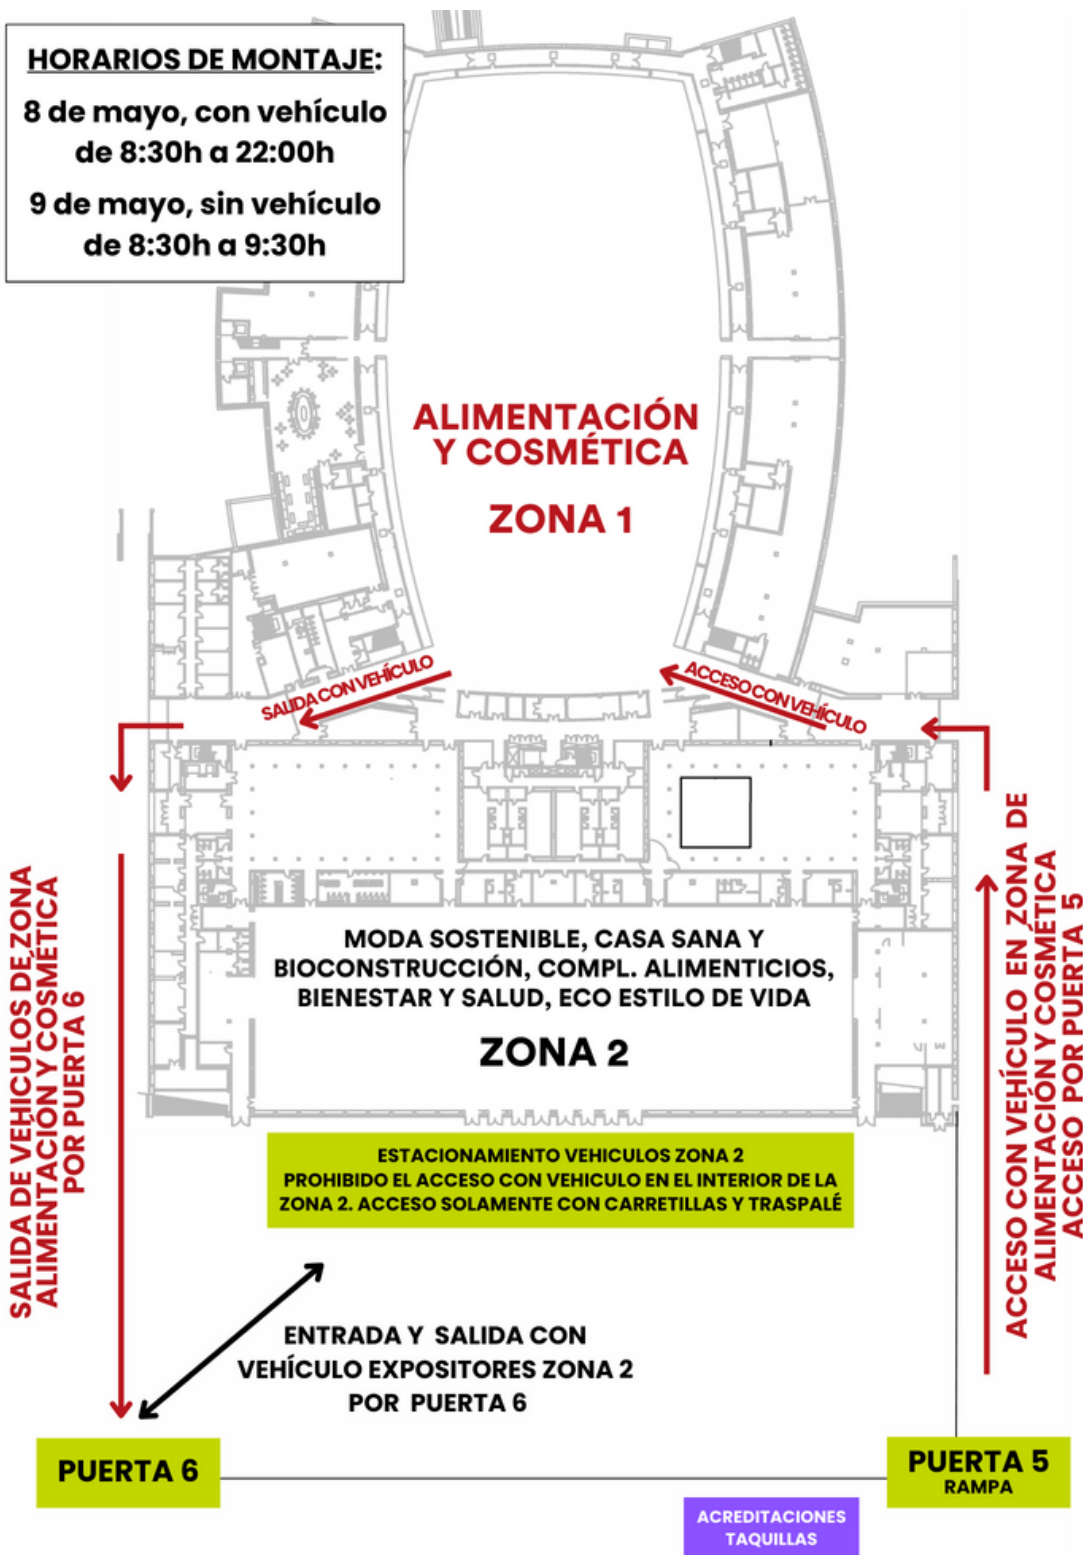 HORARIOS DE MONTAJE:
8 de mayo, con vehículo
de 8:30h a 22:00h
9 de mayo, sin vehículo
de 8:30h a 9:30h
ALIMENTACIÓN
Y COSMÉTICA
ZONA 1
SALIDA CON VEHÍCULO
ACCESO CON VEHÍCULO
SALIDA DE VEHICULOS DE ZONA
ALIMENTACIÓN Y COSMÉTICA
POR PUERTA 6
ACCESO CON VEHÍCULO EN ZONA DE
ALIMENTACIÓN Y COSMÉTICA
ACCESO POR PUERTA 5
MODA SOSTENIBLE, CASA SANA Y
BIOCONSTRUCCIÓN, COMPL. ALIMENTICIOS,
BIENESTAR Y SALUD, ECO ESTILO DE VIDA
ZONA 2
ESTACIONAMIENTO VEHICULOS ZONA 2
PROHIBIDO EL ACCESO CON VEHICULO EN EL INTERIOR DE LA
ZONA 2. ACCESO SOLAMENTE CON CARRETILLAS Y TRASPALÉ
ENTRADA Y SALIDA CON
VEHÍCULO EXPOSITORES ZONA 2
POR PUERTA 6
PUERTA 6
PUERTA 5
RAMPA
ACREDITACIONES
TAQUILLAS